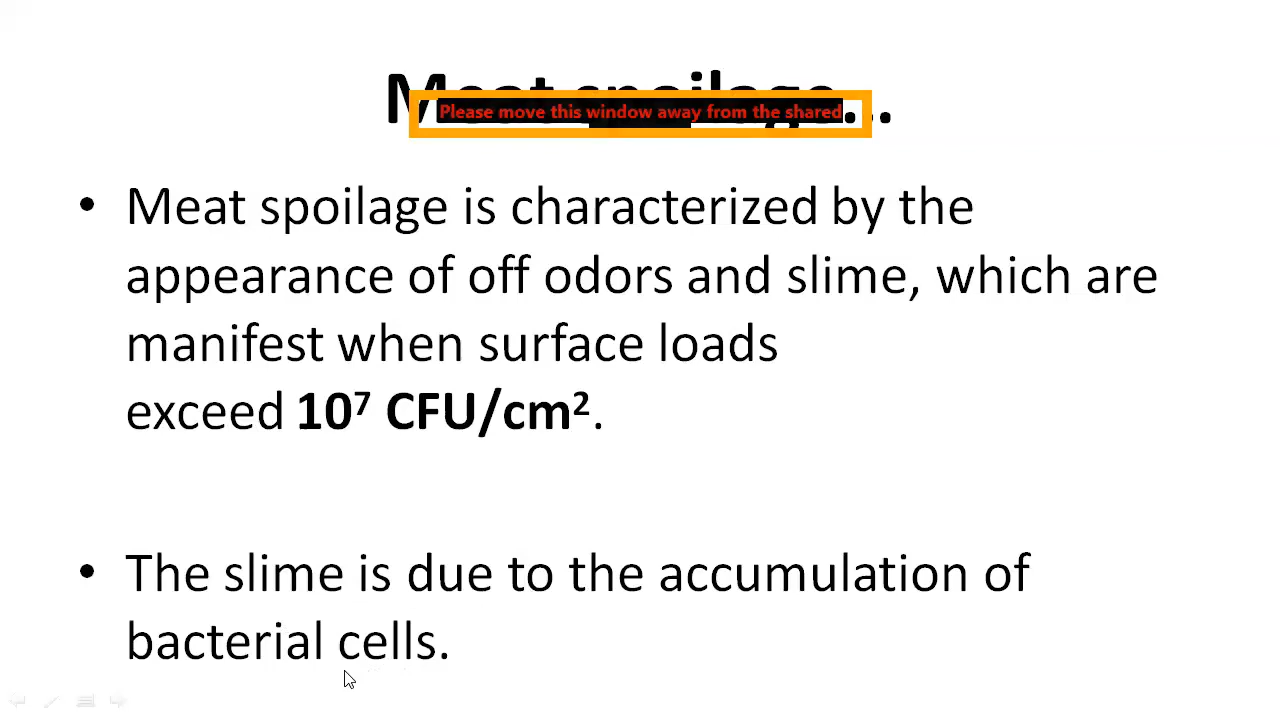 Meat spoilage...
Please move this window away from the shared
• Meat spoilage is characterized by the
appearance of off odors and slime, which are
manifest when surface loads
exceed 10⁷ CFU/cm².
• The slime is due to the accumulation of
bacterial cells.